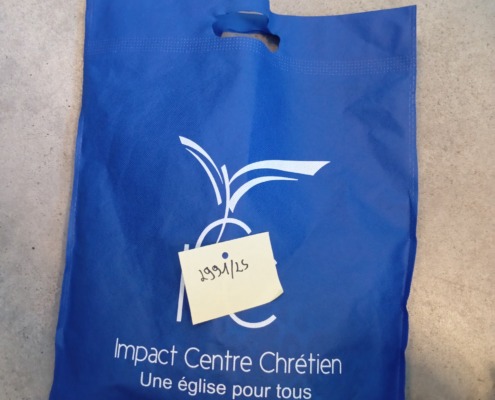 2991/25
Impact Centre Chrétien
Une église pour tous